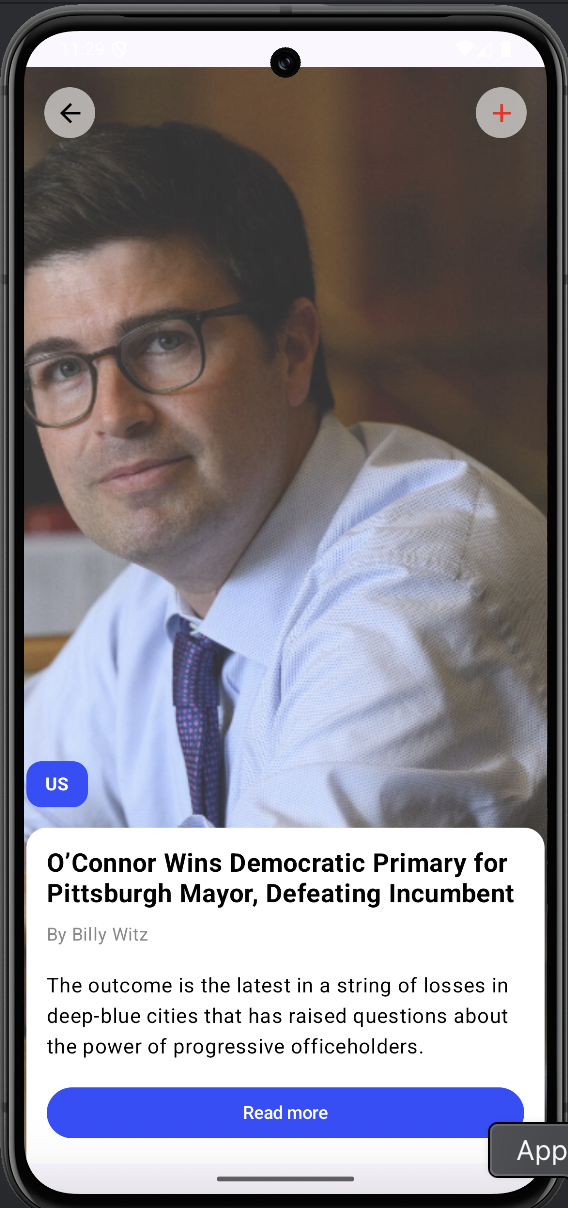 11:29
US
O’Connor Wins Democratic Primary for
Pittsburgh Mayor, Defeating Incumbent
By Billy Witz
The outcome is the latest in a string of losses in
deep-blue cities that has raised questions about
the power of progressive officeholders.
Read more
App